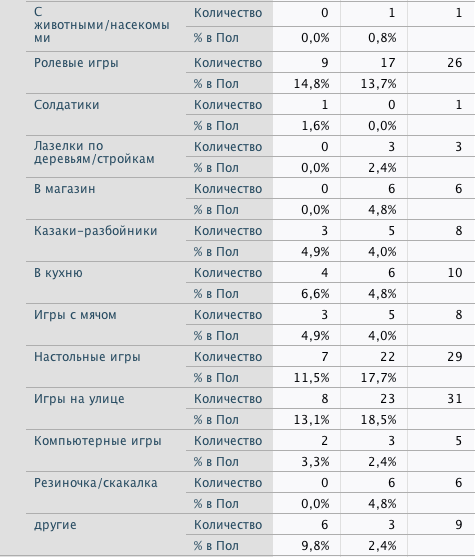 С животными/насекомыми Количество 0 1 1
% в Пол 0,0% 0,8%
Ролевые игры Количество 9 17 26
% в Пол 14,8% 13,7%
Солдатики Количество 1 0 1
% в Пол 1,6% 0,0%
Лазелки по деревьям/стройкам Количество 0 3 3
% в Пол 0,0% 2,4%
В магазин Количество 0 6 6
% в Пол 0,0% 4,8%
Казаки-разбойники Количество 3 5 8
% в Пол 4,9% 4,0%
В кухню Количество 4 6 10
% в Пол 6,6% 4,8%
Игры с мячом Количество 3 5 8
% в Пол 4,9% 4,0%
Настольные игры Количество 7 22 29
% в Пол 11,5% 17,7%
Игры на улице Количество 8 23 31
% в Пол 13,1% 18,5%
Компьютерные игры Количество 2 3 5
% в Пол 3,3% 2,4%
Резиночка/скакалка Количество 0 6 6
% в Пол 0,0% 4,8%
другие Количество 6 3 9
% в Пол 9,8% 2,4%